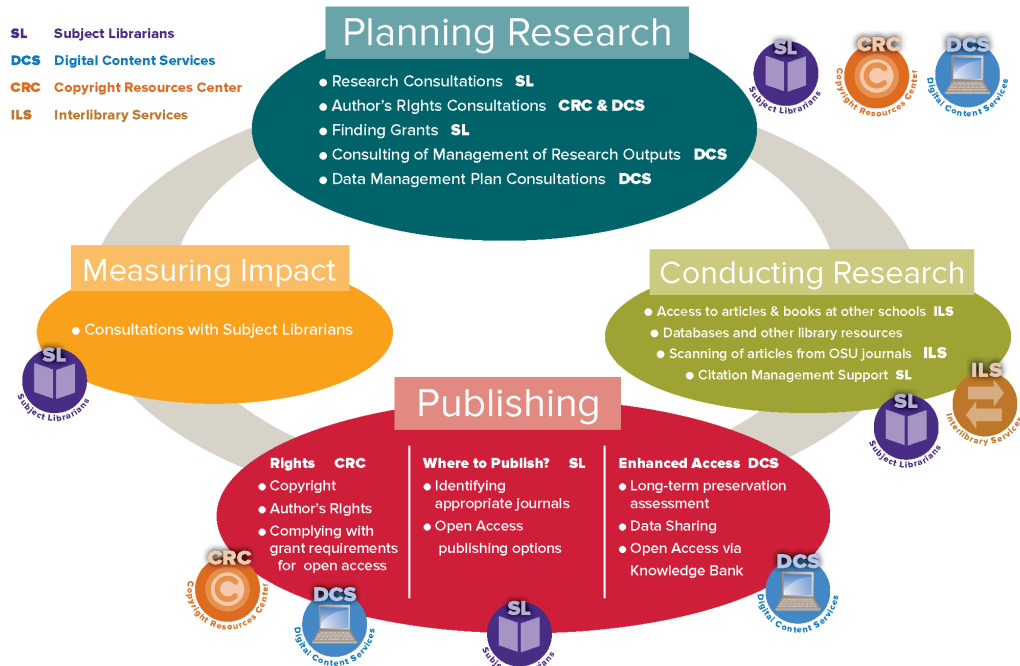 SL Subject Librarians
DCS Digital Content Services
CRC Copyright Resources Center
ILS Interlibrary Services
Planning Research
● Research Consultations SL
● Author's RIghts Consultations CRC & DCS
● Finding Grants SL
● Consulting of Management of Research Outputs DCS
● Data Management Plan Consultations DCS
SL
Subject Librarians
CRC
Copyright Resources Center
DCS
Digital Content Services
Measuring Impact
● Consultations with Subject Librarians
SL
Subject Librarians
Conducting Research
● Access to articles & books at other schools ILS
● Databases and other library resources
● Scanning of articles from OSU journals ILS
● Citation Management Support SL
SL
Subject Librarians
ILS
Interlibrary Services
Publishing
Rights CRC
● Copyright
● Author's RIghts
● Complying with
grant requirements
for open access
Where to Publish? SL
● Identifying
appropriate journals
● Open Access
publishing options
Enhanced Access DCS
● Long-term preservation
assessment
● Data Sharing
● Open Access via
Knowledge Bank
CRC
Copyright Resources Center
DCS
Digital Content Services
SL
Subject Librarians
DCS
Digital Content Services